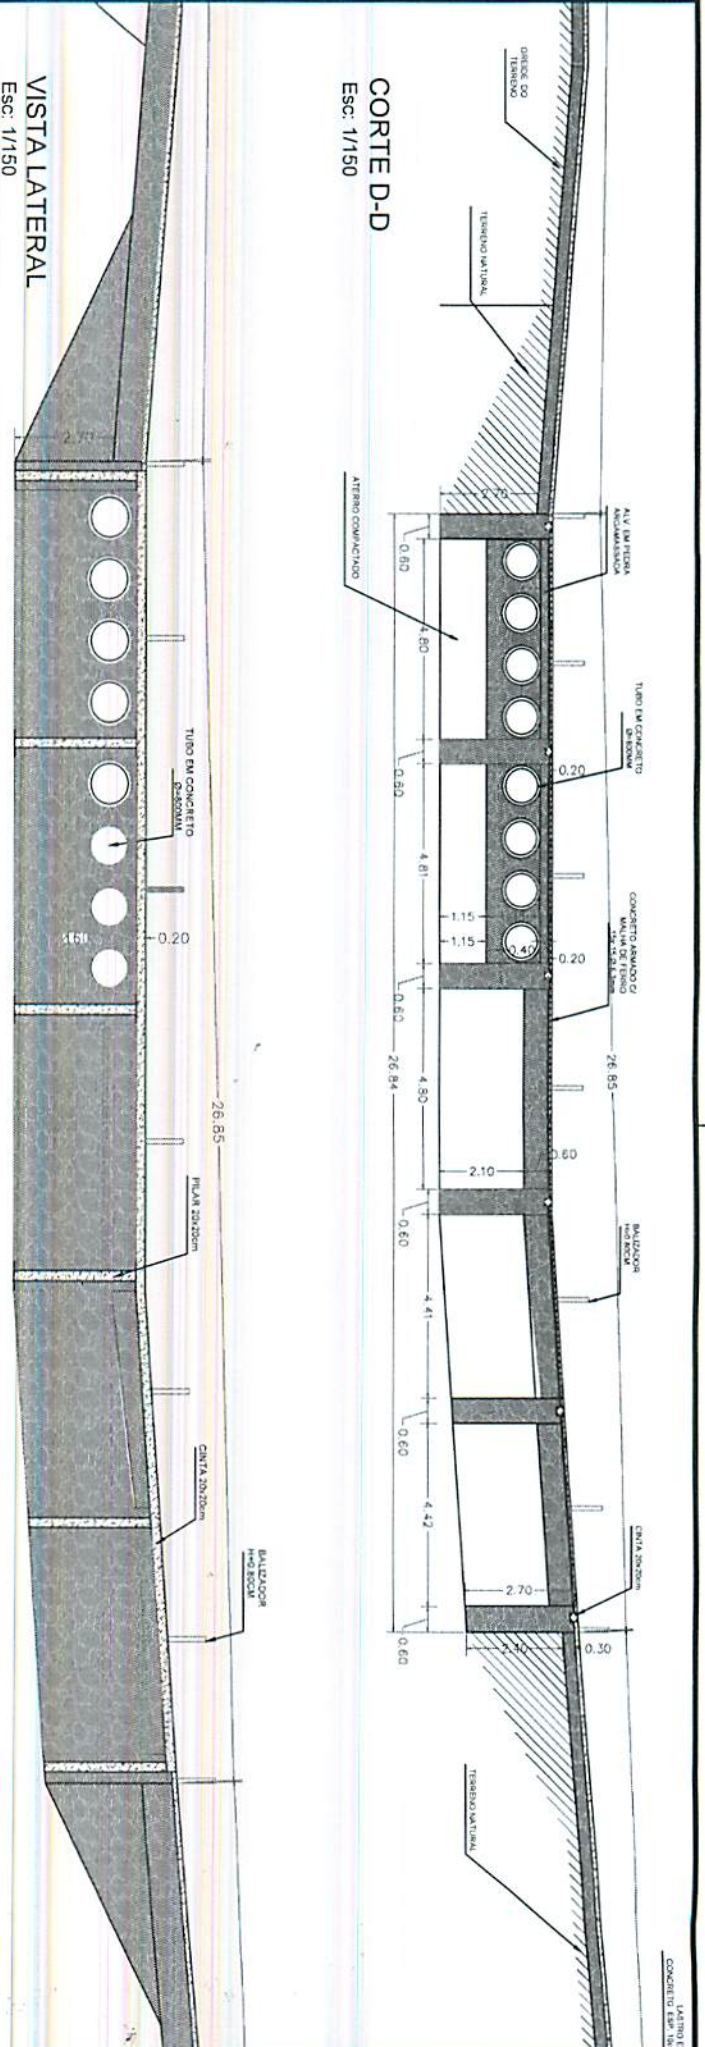 CORTE D-D
Esc: 1/150
GREIDE DO
TERRENO
TERRENO NATURAL
ATERRO COMPACTADO
ALV. EM PEDRA
ARGAMASSADA
TUBO EM CONCRETO
Ø=800MM
CONCRETO ARMADO C/
MALHA DE FERRO
BALIZADOR
H=0.80CM
CINTA 20x20cm
TERRENO NATURAL
CONCRETO ESP.
2.70
0.60
4.80
0.60
0.20
4.81
1.15
1.15
0.40
0.20
0.60
26.84
26.85
4.80
2.10
0.60
0.60
4.41
0.60
4.42
2.70
0.60
2.40
0.30
VISTA LATERAL
Esc: 1/150
2.70
TUBO EM CONCRETO
Ø=800MM
0.20
26.85
PILAR 20x20cm
CINTA 20x20cm
BALIZADOR
H=0.80CM